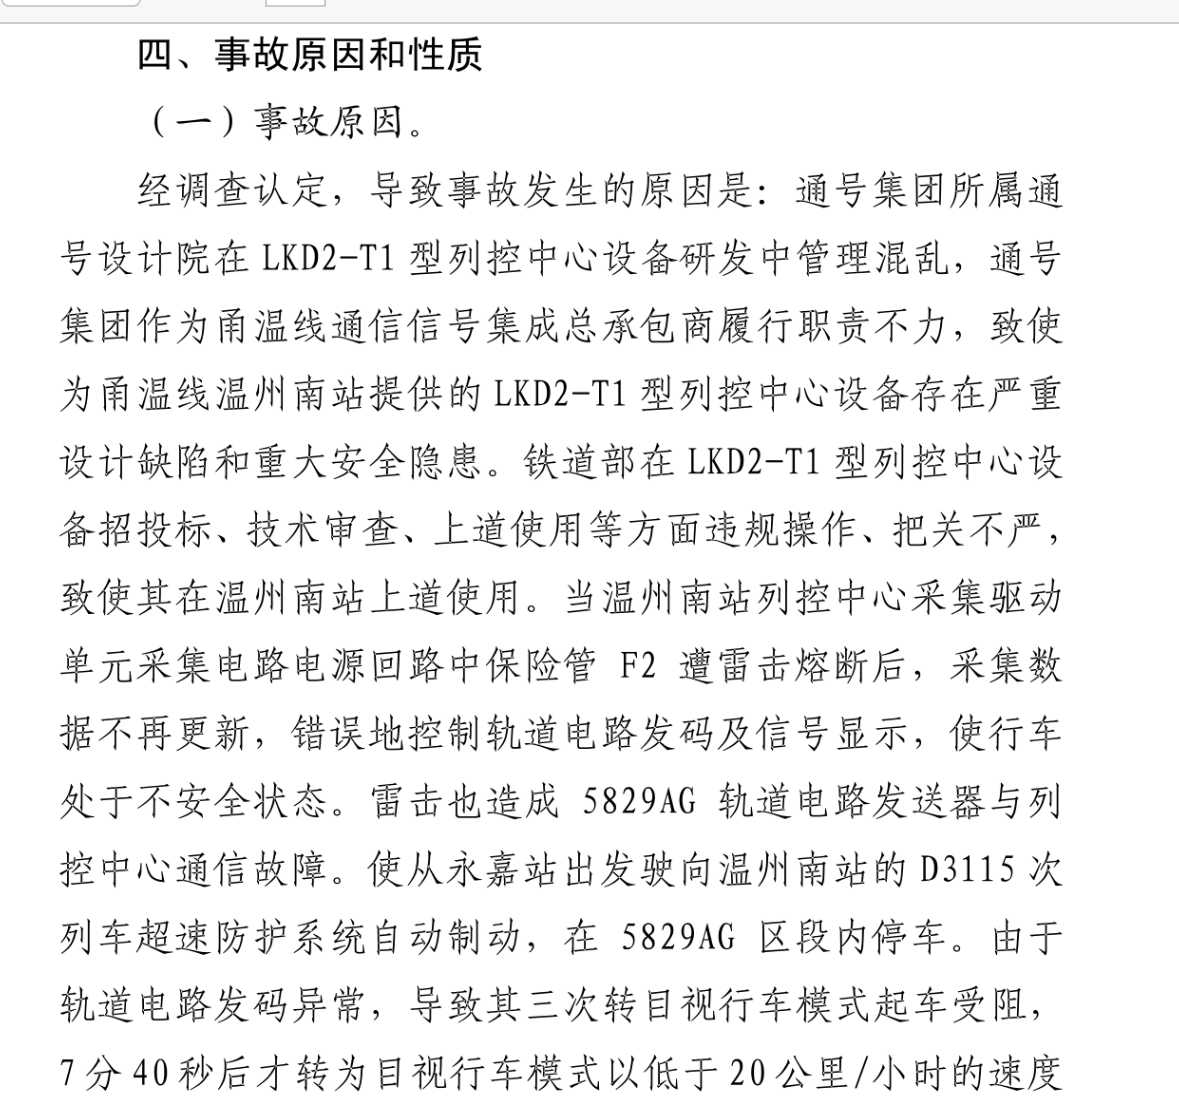 四、事故原因和性质
（一）事故原因。
经调查认定，导致事故发生的原因是：通号集团所属通
号设计院在 LKD2-T1 型列控中心设备研发中管理混乱，通号
集团作为甬温线通信信号集成总承包商履行职责不力，致使
为甬温线温州南站提供的 LKD2-T1 型列控中心设备存在严重
设计缺陷和重大安全隐患。铁道部在 LKD2-T1 型列控中心设
备招投标、技术审查、上道使用等方面违规操作、把关不严，
致使其在温州南站上道使用。当温州南站列控中心采集驱动
单元采集电路电源回路中保险管 F2 遭雷击熔断后，采集数
据不再更新，错误地控制轨道电路发码及信号显示，使行车
处于不安全状态。雷击也造成 5829AG 轨道电路发送器与列
控中心通信故障。使从永嘉站出发驶向温州南站的 D3115 次
列车超速防护系统自动制动，在 5829AG 区段内停车。由于
轨道电路发码异常，导致其三次转目视行车模式起车受阻，
7 分 40 秒后才转为目视行车模式以低于 20 公里/小时的速度